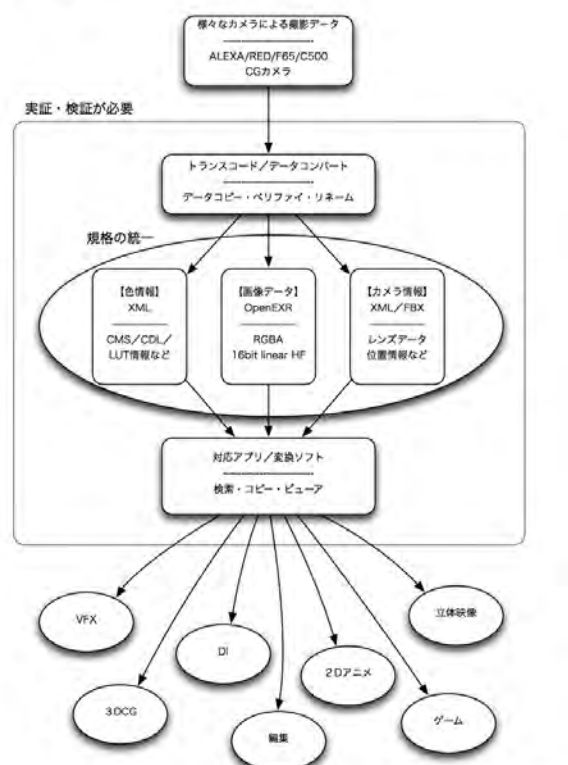 様々なカメラによる撮影データ
ALEXA/RED/F65/C500
CGカメラ
実証・検証が必要
トランスコード／データコンバート
データコピー・ベリファイ・リネーム
規格の統一
【色情報】
XML
CMS／CDL／
LUT情報など
【画像データ】
OpenEXR
RGBA
16bit linear HF
【カメラ情報】
XML／FBX
レンズデータ
位置情報など
対応アプリ／変換ソフト
検索・コピー・ビューア
VFX
3DCG
DI
編集
2Dアニメ
ゲーム
立体映像